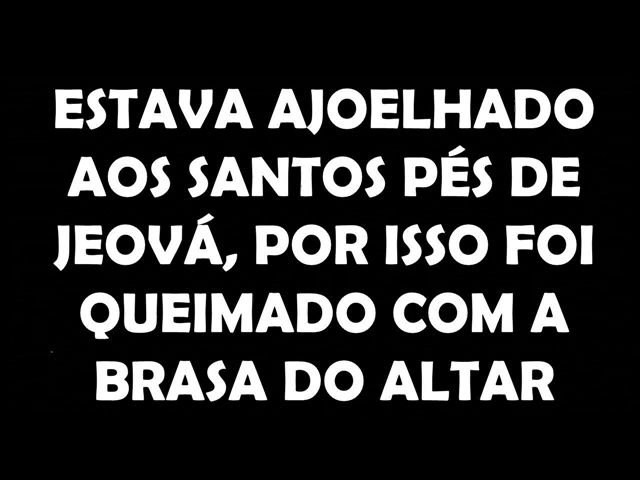 ESTAVA AJOELHADO
AOS SANTOS PÉS DE
JEOVÁ, POR ISSO FOI
QUEIMADO COM A
BRASA DO ALTAR